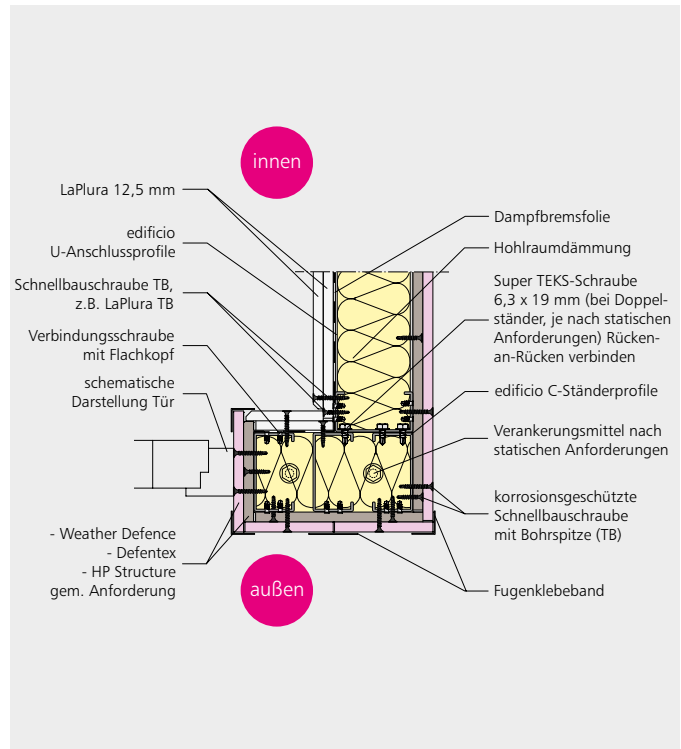 innen
LaPlura 12,5 mm
edificio
U-Anschlussprofile
Schnellbauschraube TB,
z.B. LaPlura TB
Verbindungsschraube
mit Flachkopf
schematische
Darstellung Tür
- Weather Defence
- Defentex
- HP Structure
gem. Anforderung
Dampfbremsfolie
Hohlraumdämmung
Super TEKS-Schraube
6,3 x 19 mm (bei Doppel-
ständer, je nach statischen
Anforderungen) Rücken-
an-Rücken verbinden
edificio C-Ständerprofile
Verankerungsmittel nach
statischen Anforderungen
korrosionsgeschützte
Schnellbauschraube
mit Bohrspitze (TB)
Fugenklebeband
außen